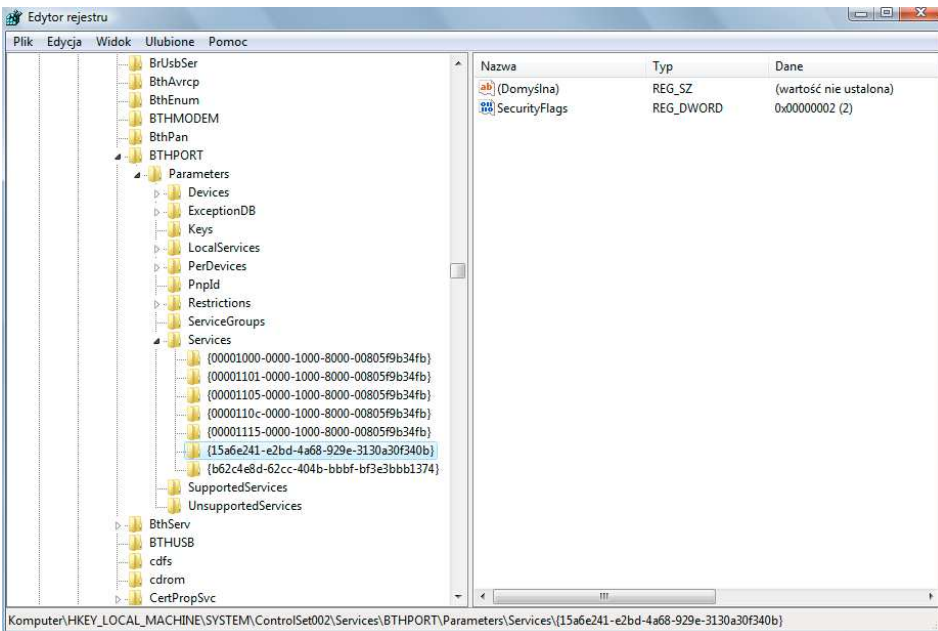 Edytor rejestru
Plik Edycja Widok Ulubione Pomoc
BrUsbSer
BthAvrcp
BthEnum
BTHMODEM
BthPan
BTHPORT
Parameters
Devices
ExceptionDB
Keys
LocalServices
PerDevices
PnpId
Restrictions
ServiceGroups
Services
{00001000-0000-1000-8000-00805f9b34fb}
{00001101-0000-1000-8000-00805f9b34fb}
{00001105-0000-1000-8000-00805f9b34fb}
{0000110c-0000-1000-8000-00805f9b34fb}
{00001115-0000-1000-8000-00805f9b34fb}
{15a6e241-e2bd-4a68-929e-3130a30f340b}
{b62c4e8d-62cc-404b-bbbf-bf3e3bbb1374}
SupportedServices
UnsupportedServices
BthServ
BTHUSB
cdfs
cdrom
CertPropSvc
Nazwa Typ Dane
(Domyślna) REG_SZ (wartość nie ustalona)
SecurityFlags REG_DWORD 0x00000002 (2)
Komputer\HKEY_LOCAL_MACHINE\SYSTEM\ControlSet002\Services\BTHPORT\Parameters\Services\{15a6e241-e2bd-4a68-929e-3130a30f340b}